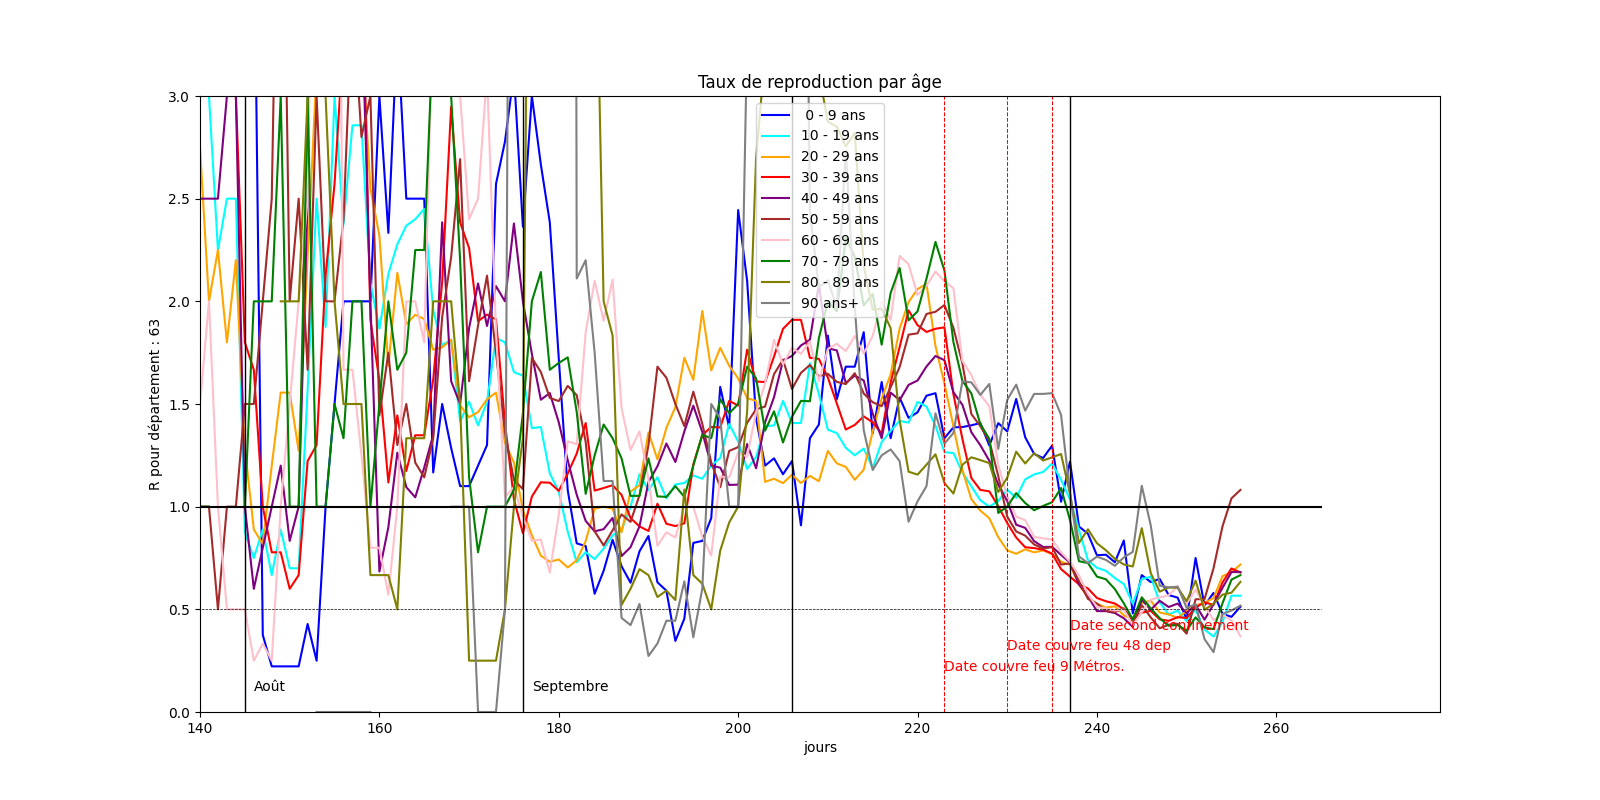 Taux de reproduction par âge
3.0
2.5
2.0
1.5
1.0
0.5
0.0
R pour département : 63
0 - 9 ans
10 - 19 ans
20 - 29 ans
30 - 39 ans
40 - 49 ans
50 - 59 ans
60 - 69 ans
70 - 79 ans
80 - 89 ans
90 ans+
Date second confinement
Date couvre feu 48 dep
Date couvre feu 9 Métros.
Août
Septembre
140
160
180
200
220
240
260
jours